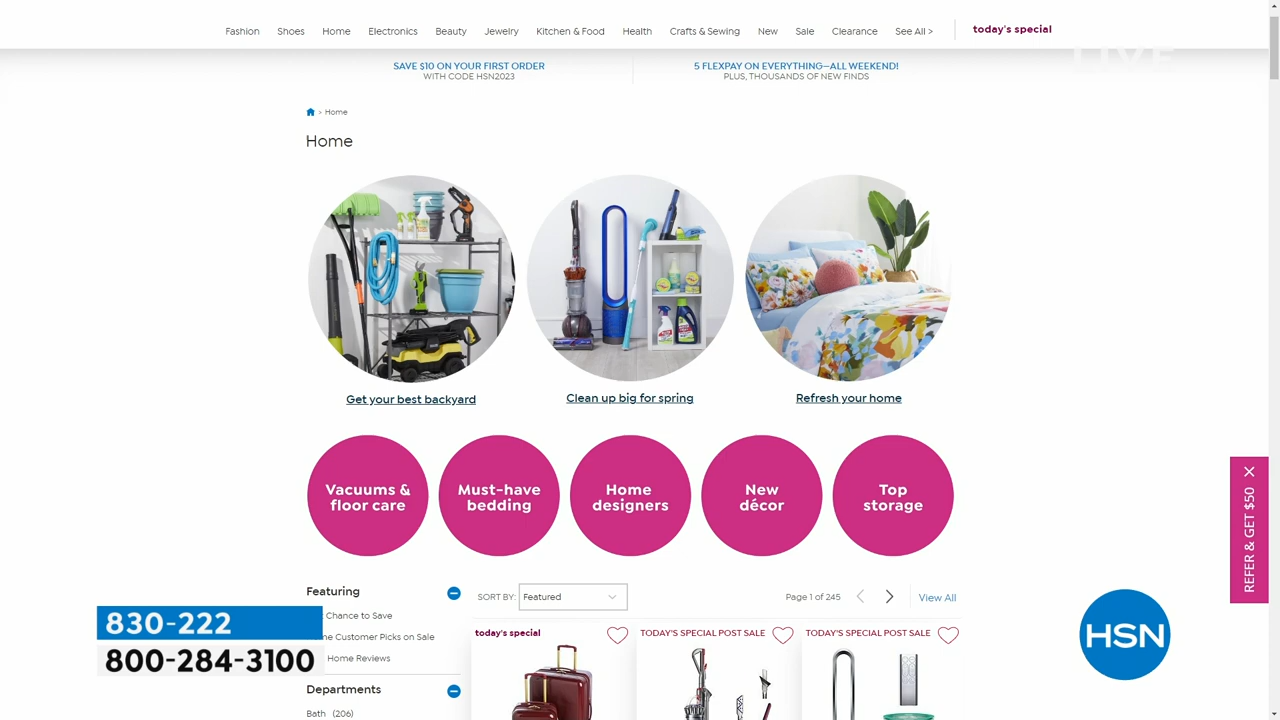 Fashion Shoes Home Electronics Beauty Jewelry Kitchen & Food Health Crafts & Sewing New Sale Clearance See All > today's special
LIVE
SAVE $10 ON YOUR FIRST ORDER
WITH CODE HSN2023
5 FLEXPAY ON EVERYTHING—ALL WEEKEND!
PLUS, THOUSANDS OF NEW FINDS
> Home
Home
Get your best backyard
Clean up big for spring
Refresh your home
Vacuums &
floor care
Must-have
bedding
Home
designers
New
décor
Top
storage
REFER & GET $50 ×
Featuring
SORT BY: Featured
Page 1 of 245
View All
Chance to Save
Customer Picks on Sale
Home Reviews
Departments
Bath (206)
today's special
TODAY'S SPECIAL POST SALE
TODAY'S SPECIAL POST SALE
830-222
800-284-3100
HSN